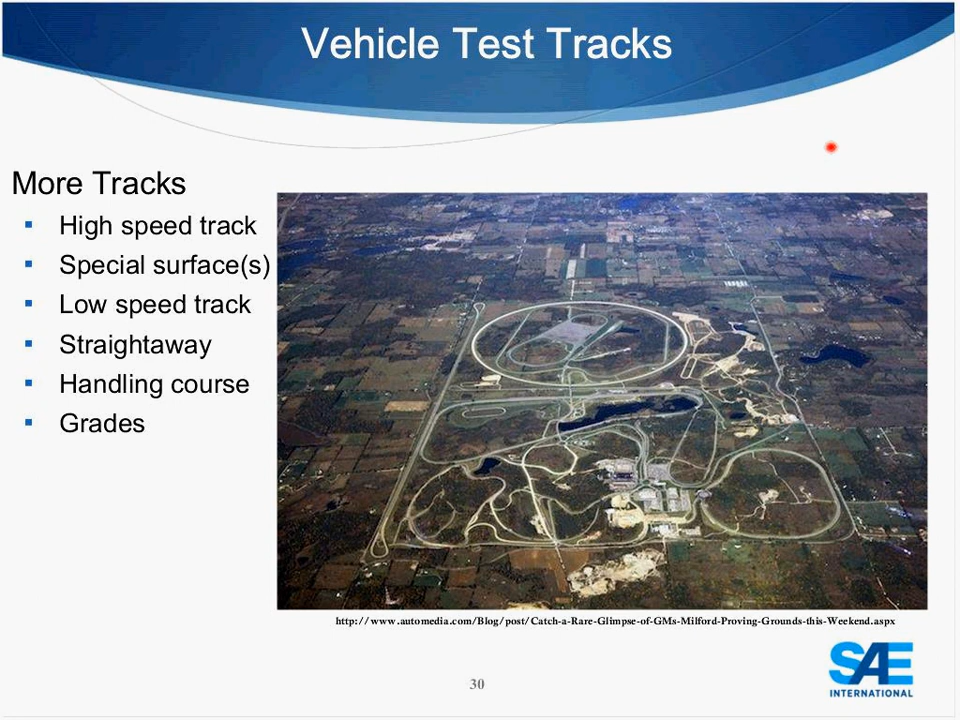 Vehicle Test Tracks
More Tracks
High speed track
Special surface(s)
Low speed track
Straightaway
Handling course
Grades
http://www.automedia.com/Blog/post/Catch-a-Rare-Glimpse-of-GMs-Milford-Proving-Grounds-this-Weekend.aspx
30
SAE
INTERNATIONAL